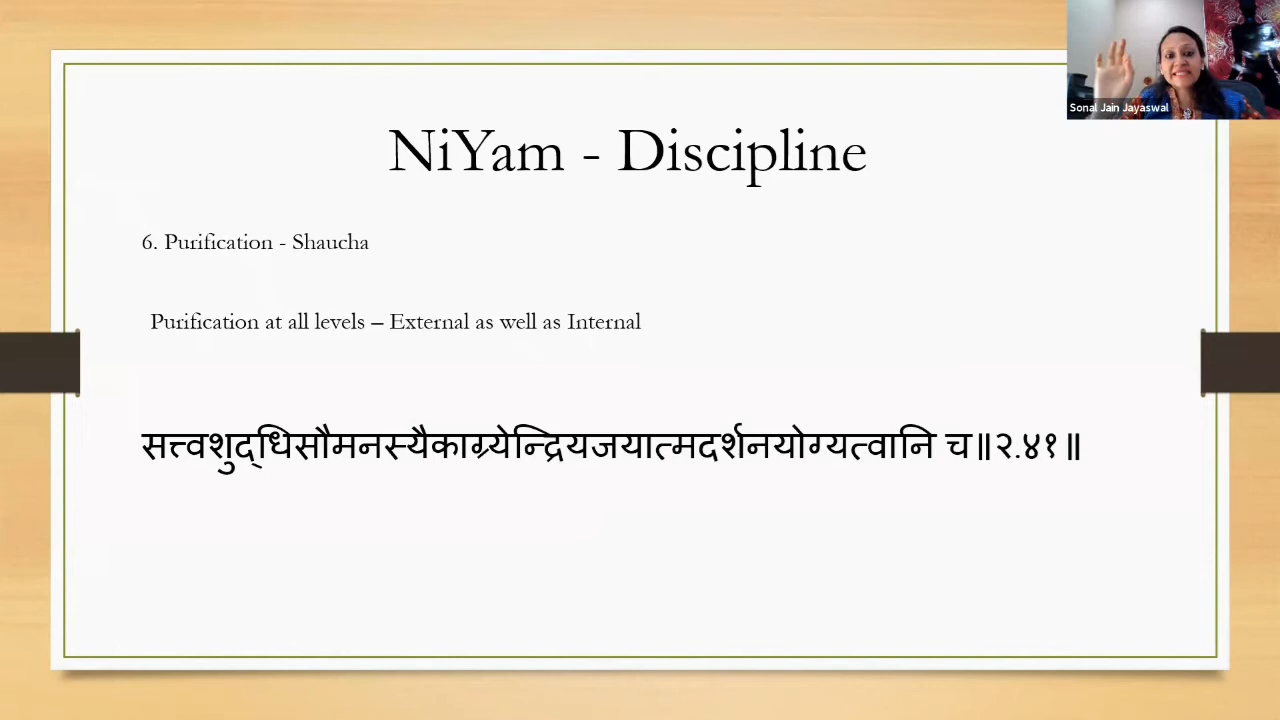 Sonal Jain Jayaswal
NiYam - Discipline
6. Purification - Shaucha
Purification at all levels – External as well as Internal
सत्त्वशुद्धिसौमनस्यैकाग्र्येन्द्रियजयात्मदर्शनयोग्यत्वानि च॥२.४१॥